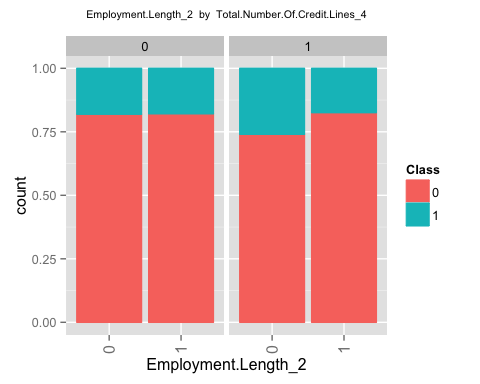 Employment.Length_2 by Total.Number.Of.Credit.Lines_4
0 1
1.00
0.75
0.50
0.25
0.00
count
0 1 0 1
Employment.Length_2
Class
0
1